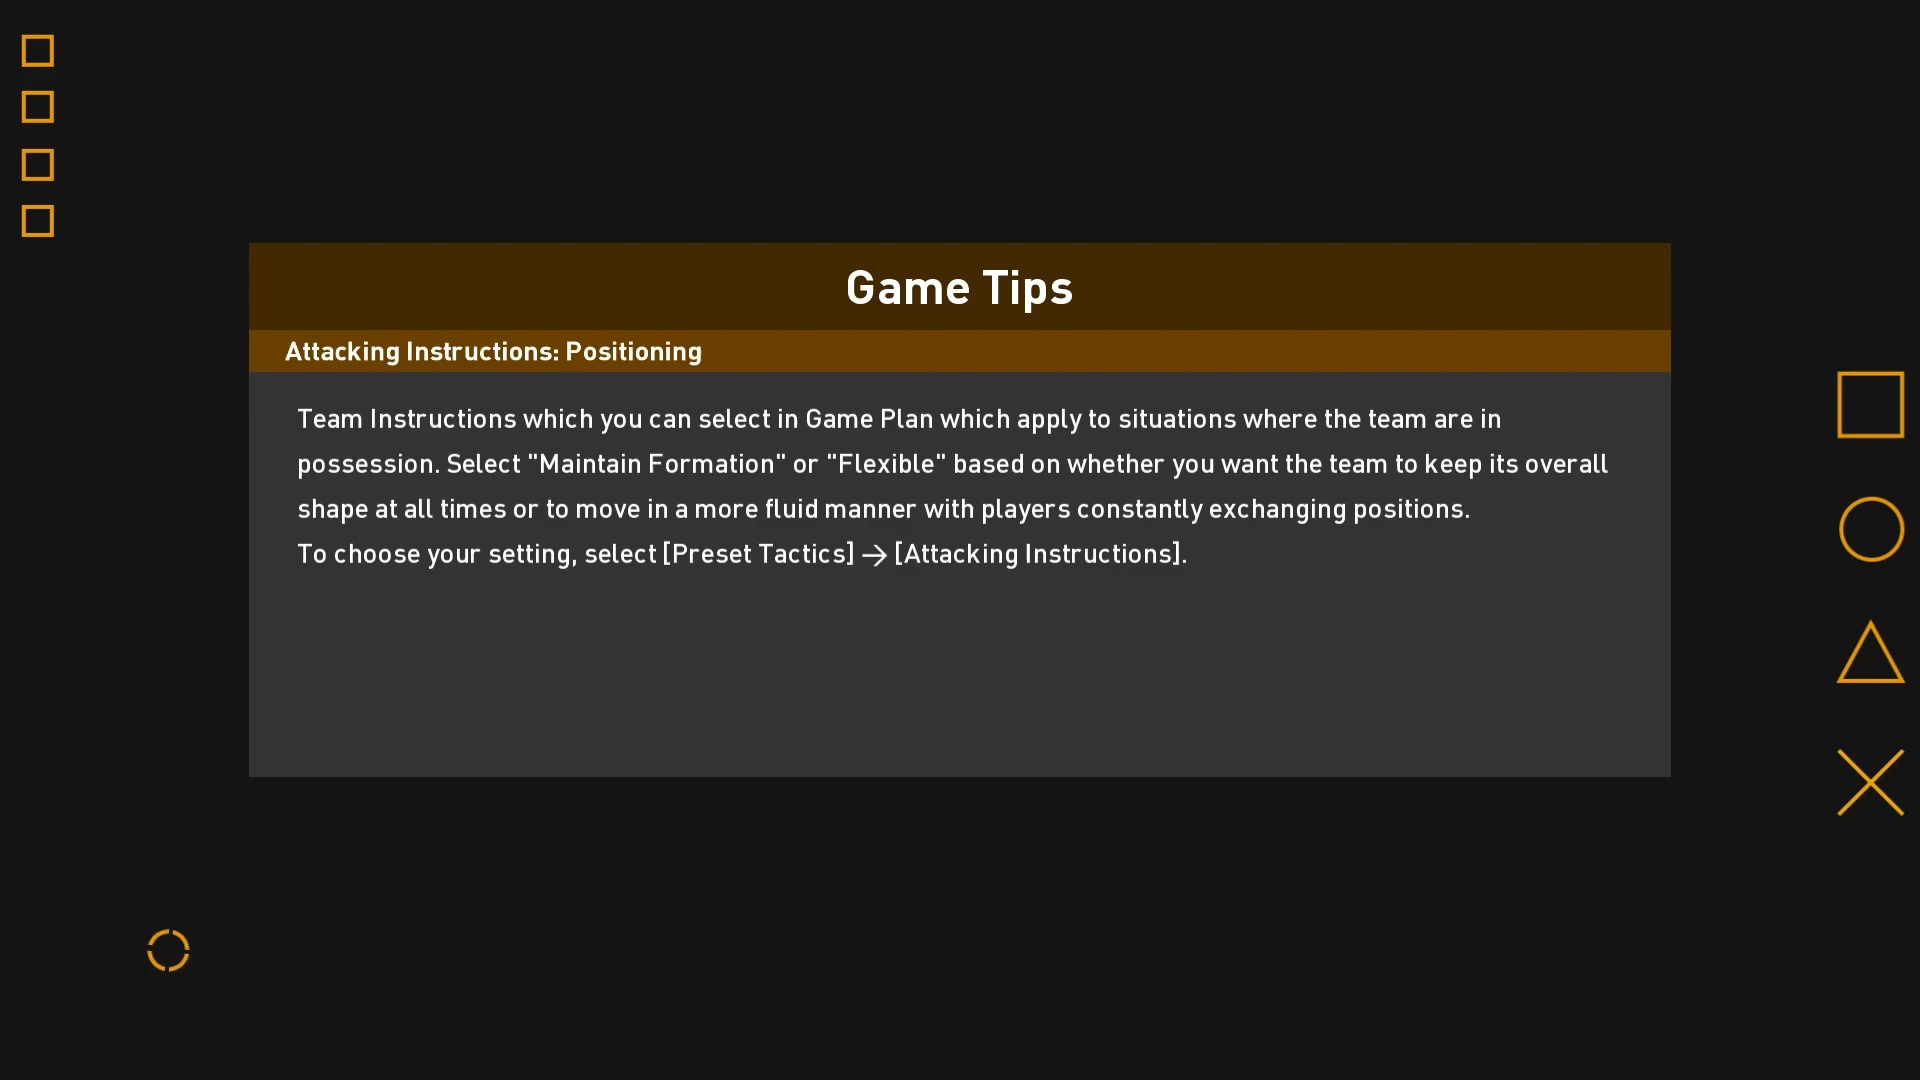 Game Tips
Attacking Instructions: Positioning
Team Instructions which you can select in Game Plan which apply to situations where the team are in
possession. Select "Maintain Formation" or "Flexible" based on whether you want the team to keep its overall
shape at all times or to move in a more fluid manner with players constantly exchanging positions.
To choose your setting, select [Preset Tactics] → [Attacking Instructions].